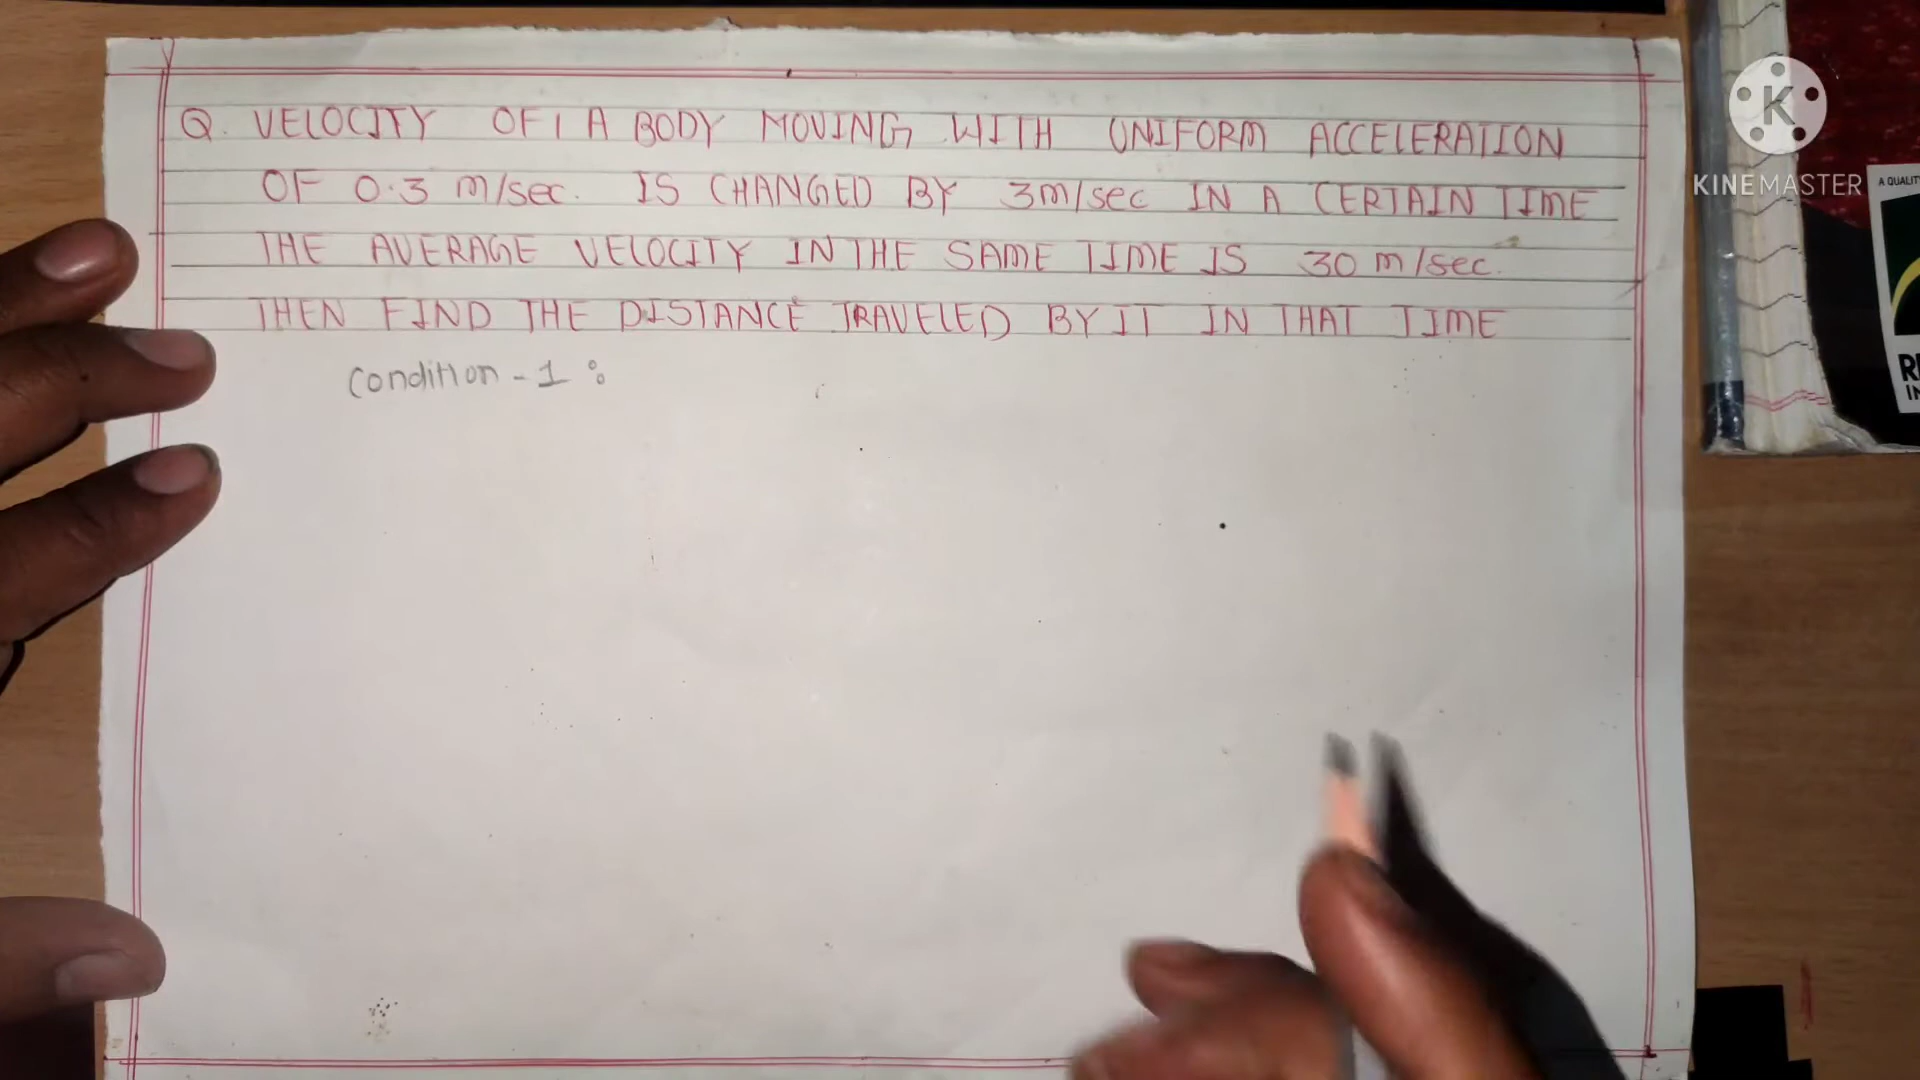 Q. VELOCITY OF A BODY MOVING WITH UNIFORM ACCELERATION
OF 0.3 m/sec. IS CHANGED BY 3m/sec IN A CERTAIN TIME
THE AVERAGE VELOCITY IN THE SAME TIME IS 30 m/sec.
THEN FIND THE DISTANCE TRAVELED BY IT IN THAT TIME
Condition - 1 :
K
KINEMASTER
A QUALIT